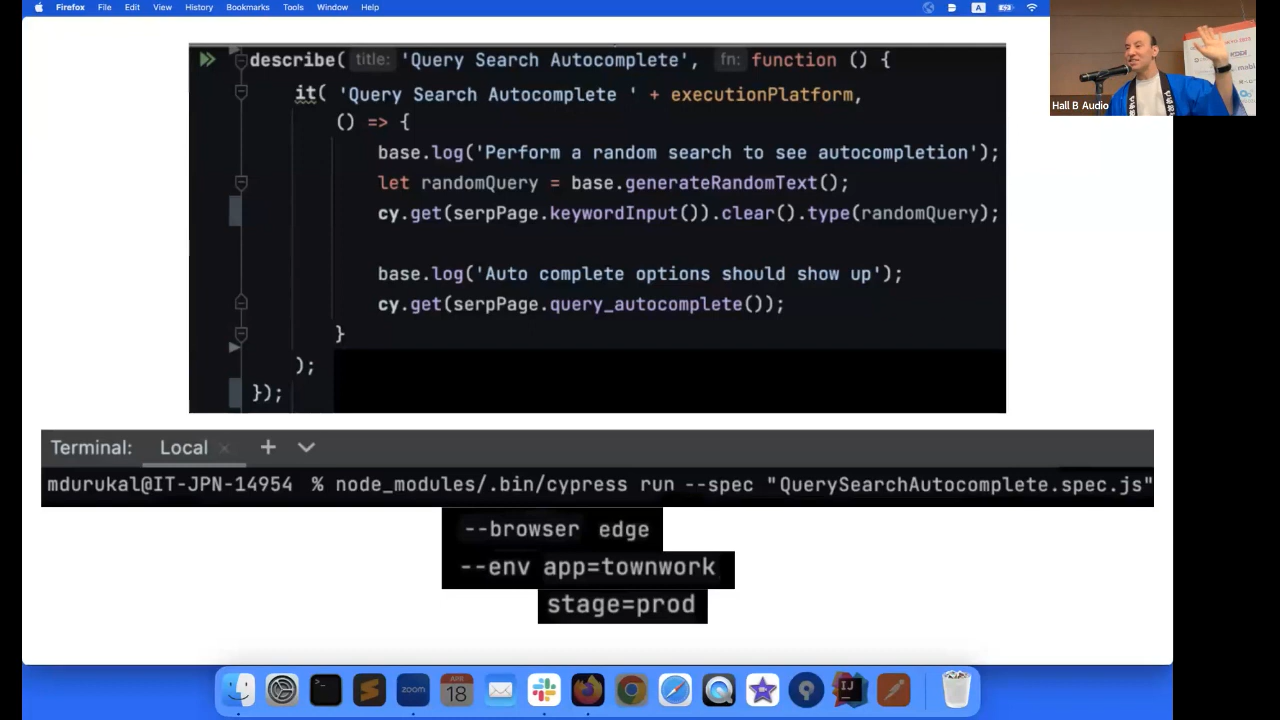 Firefox File Edit View History Bookmarks Tools Window Help
A
Hall B Audio
describe( title: 'Query Search Autocomplete', fn: function () {
it( 'Query Search Autocomplete ' + executionPlatform,
() => {
base.log('Perform a random search to see autocompletion');
let randomQuery = base.generateRandomText();
cy.get(serpPage.keywordInput()).clear().type(randomQuery);
base.log('Auto complete options should show up');
cy.get(serpPage.query_autocomplete());
}
);
});
Terminal: Local × +
mdurukal@IT-JPN-14954 % node_modules/.bin/cypress run --spec "QuerySearchAutocomplete.spec.js"
--browser edge
--env app=townwork
stage=prod
zoom
APR
18
IJ